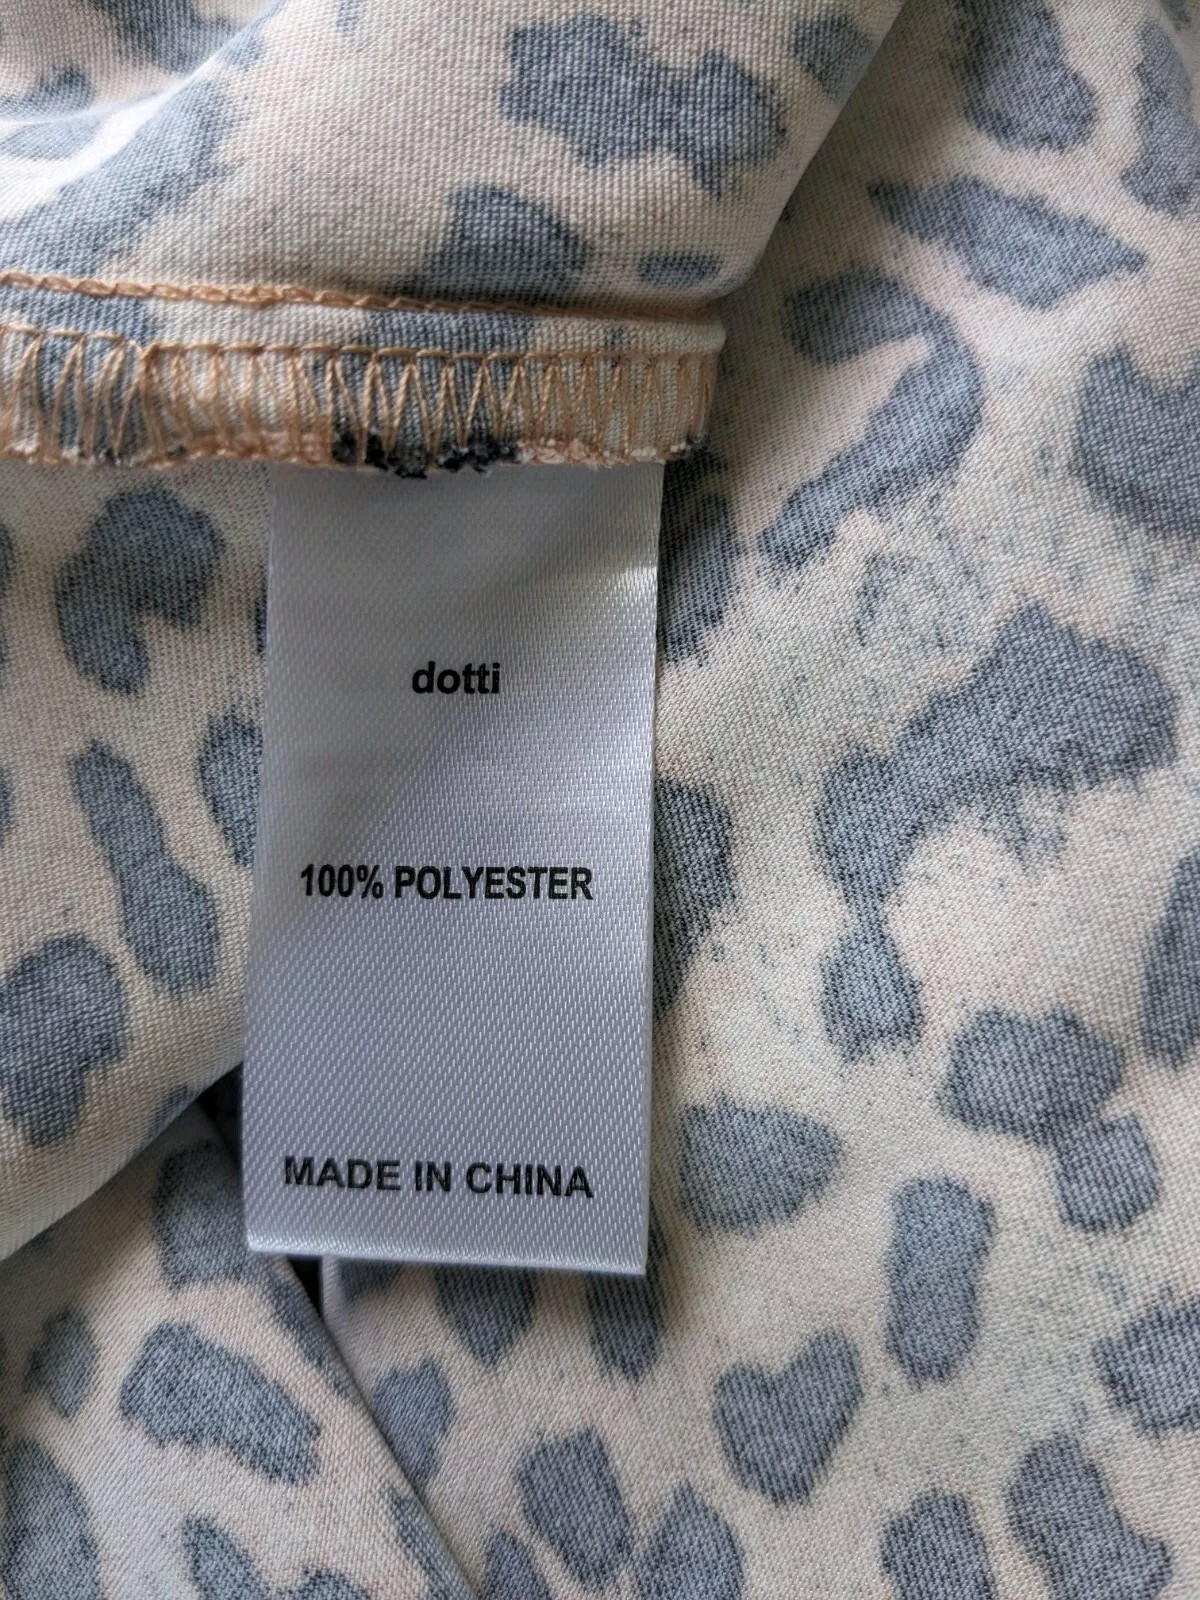 dotti
100% POLYESTER
MADE IN CHINA